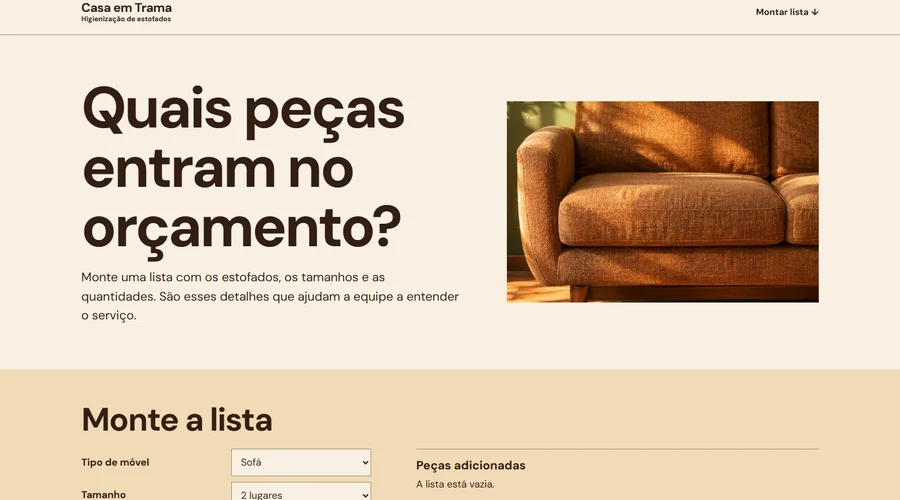 Casa em Trama
Higienização de estofados
Montar lista ↓
Quais peças
entram no
orçamento?
Monte uma lista com os estofados, os tamanhos e as
quantidades. São esses detalhes que ajudam a equipe a entender
o serviço.
Monte a lista
Tipo de móvel
Sofá
Tamanho
2 lugares
Peças adicionadas
A lista está vazia.